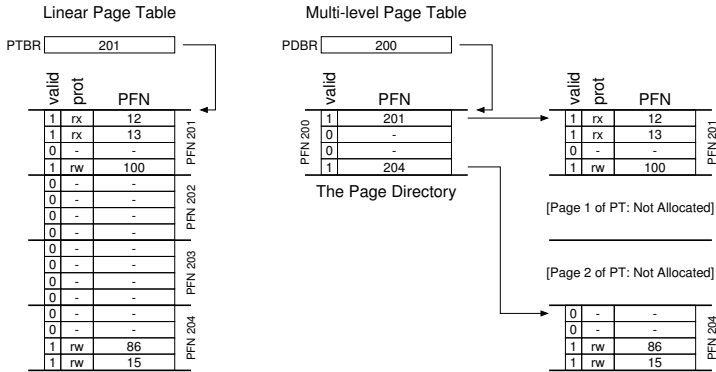 Linear Page Table
PTBR 201
valid prot PFN
1 rx 12
1 rx 13
0 - -
1 rw 100
PFN 201
0 - -
0 - -
0 - -
0 - -
PFN 202
0 - -
0 - -
0 - -
0 - -
PFN 203
0 - -
0 - -
1 rw 86
1 rw 15
PFN 204
Multi-level Page Table
PDBR 200
valid PFN
PFN 200
1 201
0 -
0 -
1 204
The Page Directory
valid prot PFN
1 rx 12
1 rx 13
0 - -
1 rw 100
PFN 201
[Page 1 of PT: Not Allocated]
[Page 2 of PT: Not Allocated]
0 - -
0 - -
1 rw 86
1 rw 15
PFN 204